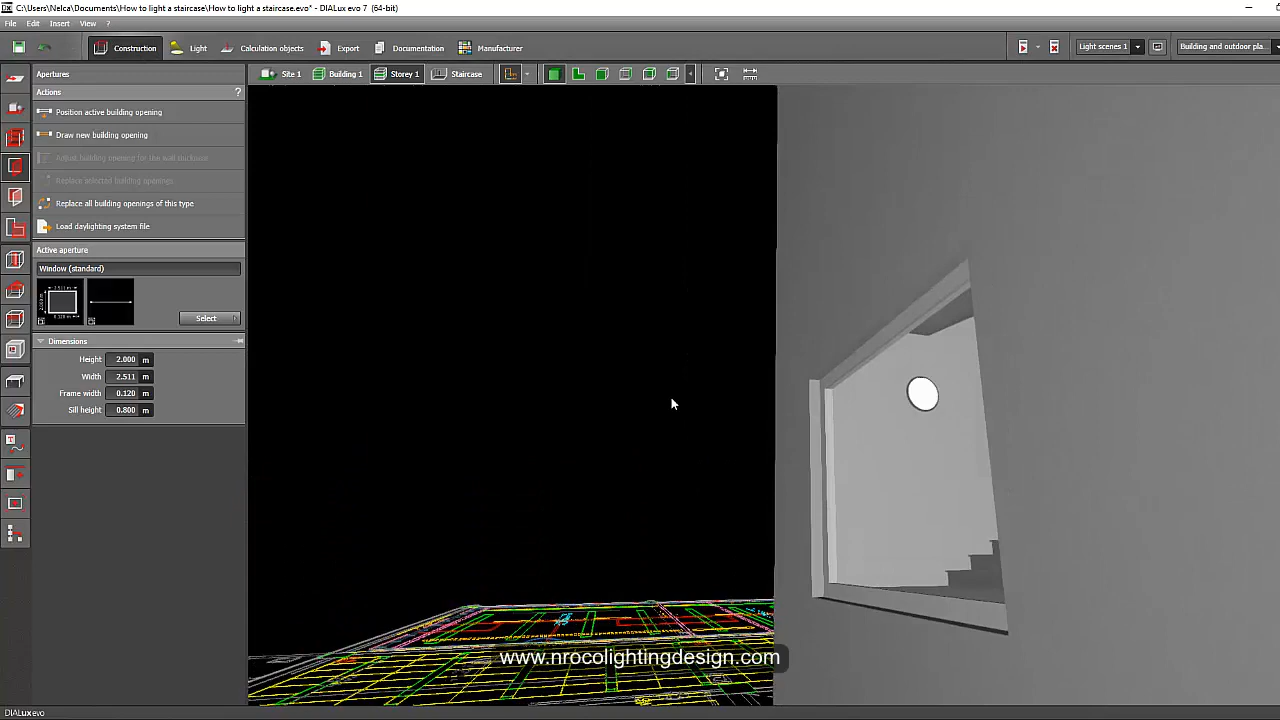 C:\Users\Nelca\Documents\How to light a staircase\How to light a staircase.evo* - DIALux evo 7 (64-bit)
File Edit Insert View ?
Construction Light Calculation objects Export Documentation Manufacturer Light scenes 1 Building and outdoor pla...
Apertures Site 1 Building 1 Storey 1 Staircase
Actions ?
Position active building opening
Draw new building opening
Adjust building opening for the wall thickness
Replace selected building openings
Replace all building openings of this type
Load daylighting system file
Active aperture
Window (standard)
Select
Dimensions
Height 2.000 m
Width 2.511 m
Frame width 0.120 m
Sill height 0.800 m
www.nrocolightingdesign.com
DIALux evo